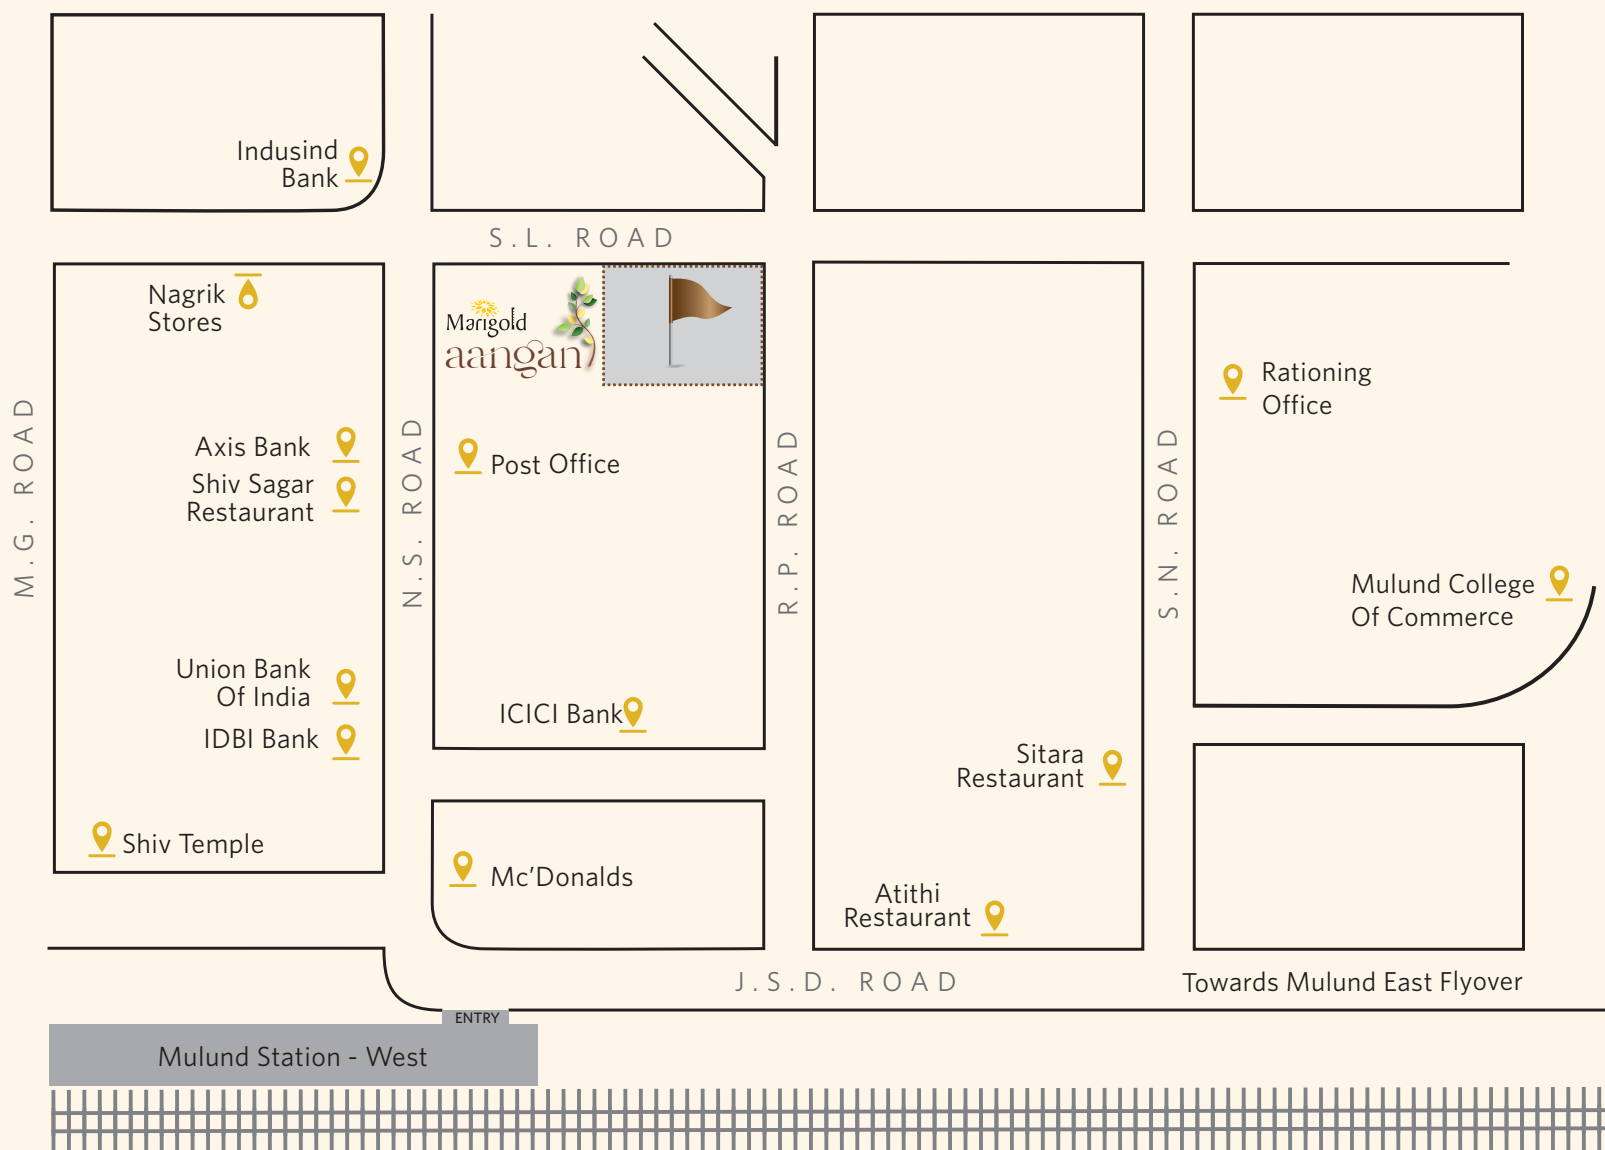 Indusind
Bank
S.L. ROAD
Nagrik
Stores
Marigold
aangan
M.G. ROAD
N.S. ROAD
R.P. ROAD
S.N. ROAD
Rationing
Office
Axis Bank
Post Office
Shiv Sagar
Restaurant
Mulund College
Of Commerce
Union Bank
Of India
ICICI Bank
IDBI Bank
Sitara
Restaurant
Shiv Temple
Mc'Donalds
Atithi
Restaurant
J.S.D. ROAD
Towards Mulund East Flyover
ENTRY
Mulund Station - West